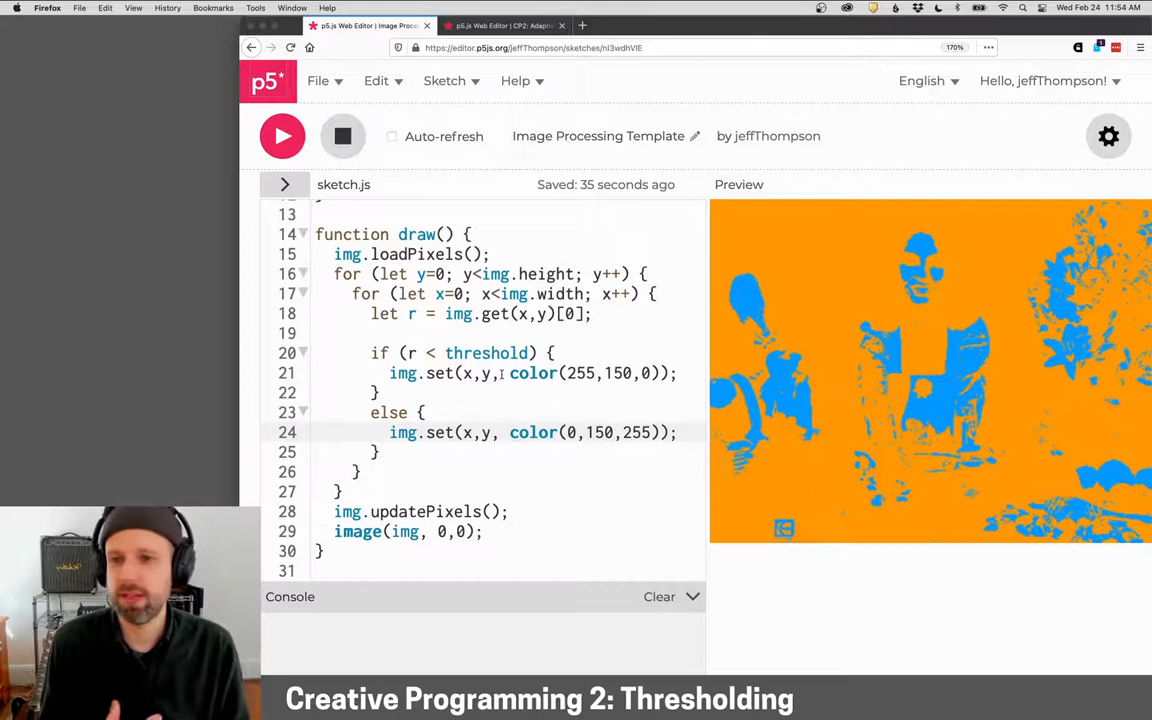 Firefox File Edit View History Bookmarks Tools Window Help Wed Feb 24 11:54 AM
p5.js Web Editor | Image Proce: × p5.js Web Editor | CP2: Adapti × +
https://editor.p5js.org/jeffThompson/sketches/nI3wdhVIE 170%
p5* File Edit Sketch Help English Hello, jeffThompson!
Auto-refresh Image Processing Template by jeffThompson
sketch.js Saved: 35 seconds ago Preview
13
14 function draw() {
15 img.loadPixels();
16 for (let y=0; y<img.height; y++) {
17 for (let x=0; x<img.width; x++) {
18 let r = img.get(x,y)[0];
19
20 if (r < threshold) {
21 img.set(x,y, color(255,150,0));
22 }
23 else {
24 img.set(x,y, color(0,150,255));
25 }
26 }
27 }
28 img.updatePixels();
29 image(img, 0,0);
30 }
31
Console Clear
Creative Programming 2: Thresholding